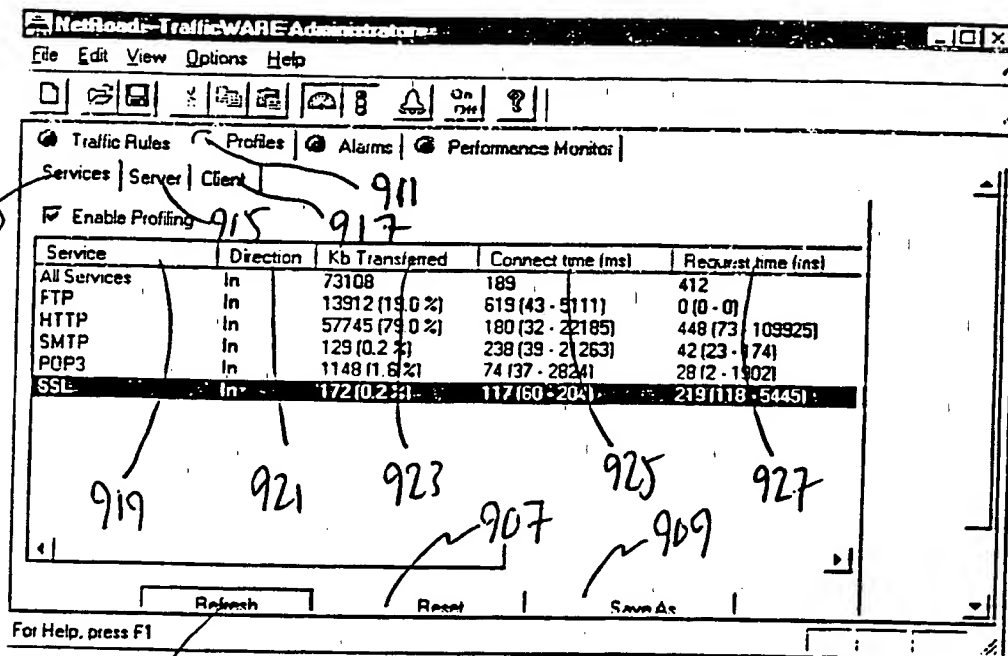 NetRoads TrafficWARE Administrator
File Edit View Options Help
On
Off
Traffic Rules Profiles Alarms Performance Monitor
Services Server Client
911
Enable Profiling 915 917
Service Direction Kb Transferred Connect time (ms) Request time (ms)
All Services In 73108 189 412
FTP In 13912 (19.0 %) 619 (43 - 5111) 0 (0 - 0)
HTTP In 57745 (79.0 %) 180 (32 - 22185) 448 (73 - 109925)
SMTP In 129 (0.2 %) 238 (39 - 21263) 42 (23 - 174)
POP3 In 1148 (1.6 %) 74 (37 - 2824) 28 (2 - 1902)
SSL In 172 (0.2 %) 117 (60 - 204) 219 (118 - 5445)
919 921 923 925 927
907 909
Refresh Reset Save As
For Help, press F1